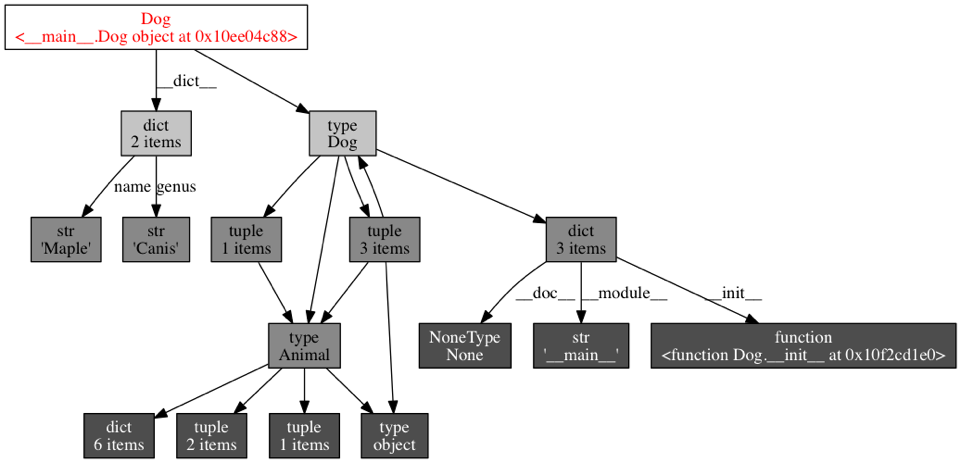 Dog
<__main__.Dog object at 0x10ee04c88>
__dict__
dict
2 items
type
Dog
name
genus
str
'Maple'
str
'Canis'
tuple
1 items
tuple
3 items
dict
3 items
__doc__
__module__
__init__
type
Animal
NoneType
None
str
'__main__'
function
<function Dog.__init__ at 0x10f2cd1e0>
dict
6 items
tuple
2 items
tuple
1 items
type
object